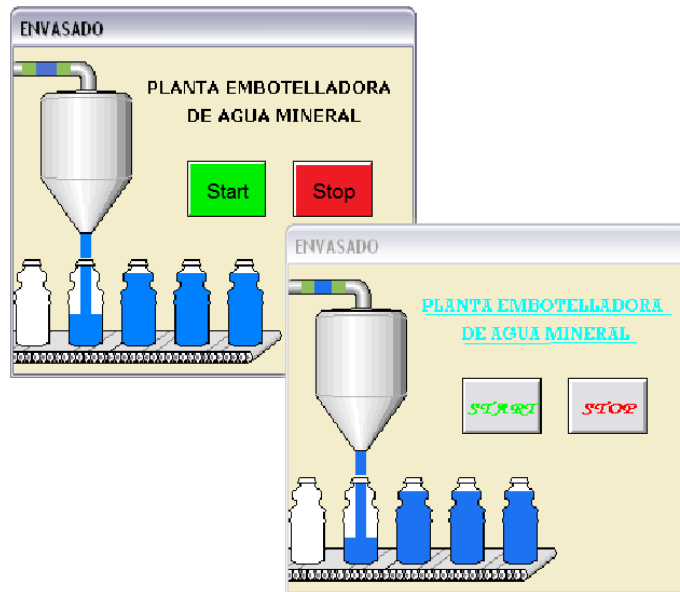 ENVASADO
PLANTA EMBOTELLADORA
DE AGUA MINERAL
Start
Stop
ENVASADO
PLANTA EMBOTELLADORA
DE AGUA MINERAL
START
STOP